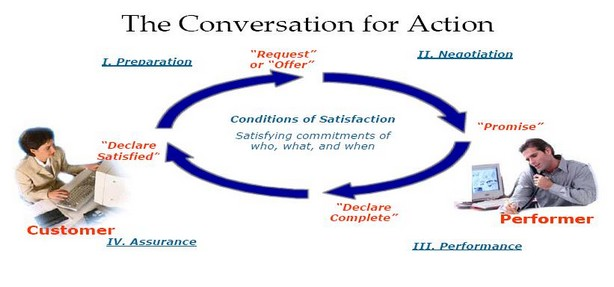 The Conversation for Action
I. Preparation
"Request"
or "Offer"
II. Negotiation
Conditions of Satisfaction
Satisfying commitments of
who, what, and when
"Promise"
"Declare
Satisfied"
Customer
IV. Assurance
"Declare
Complete"
Performer
III. Performance